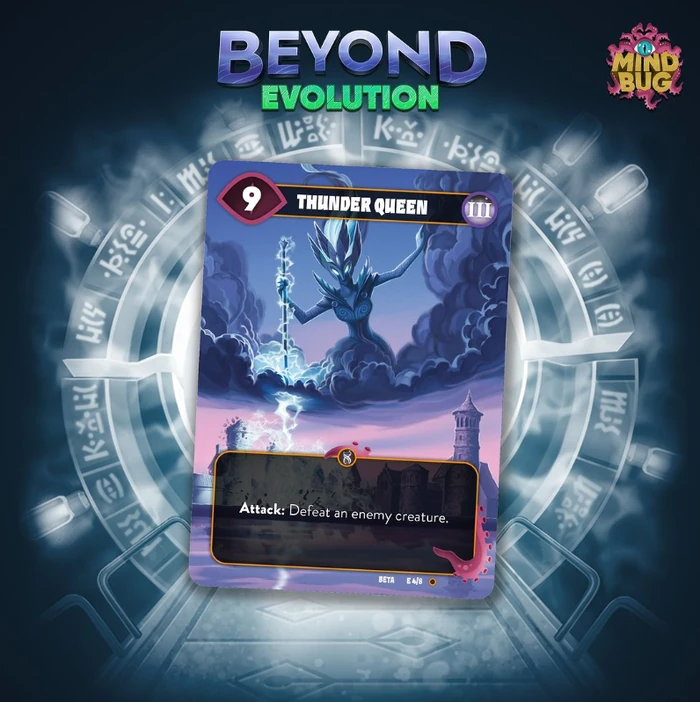 BEYOND
EVOLUTION
MIND
BUG
9
THUNDER QUEEN
III
Attack: Defeat an enemy creature.
BETA E 4/8